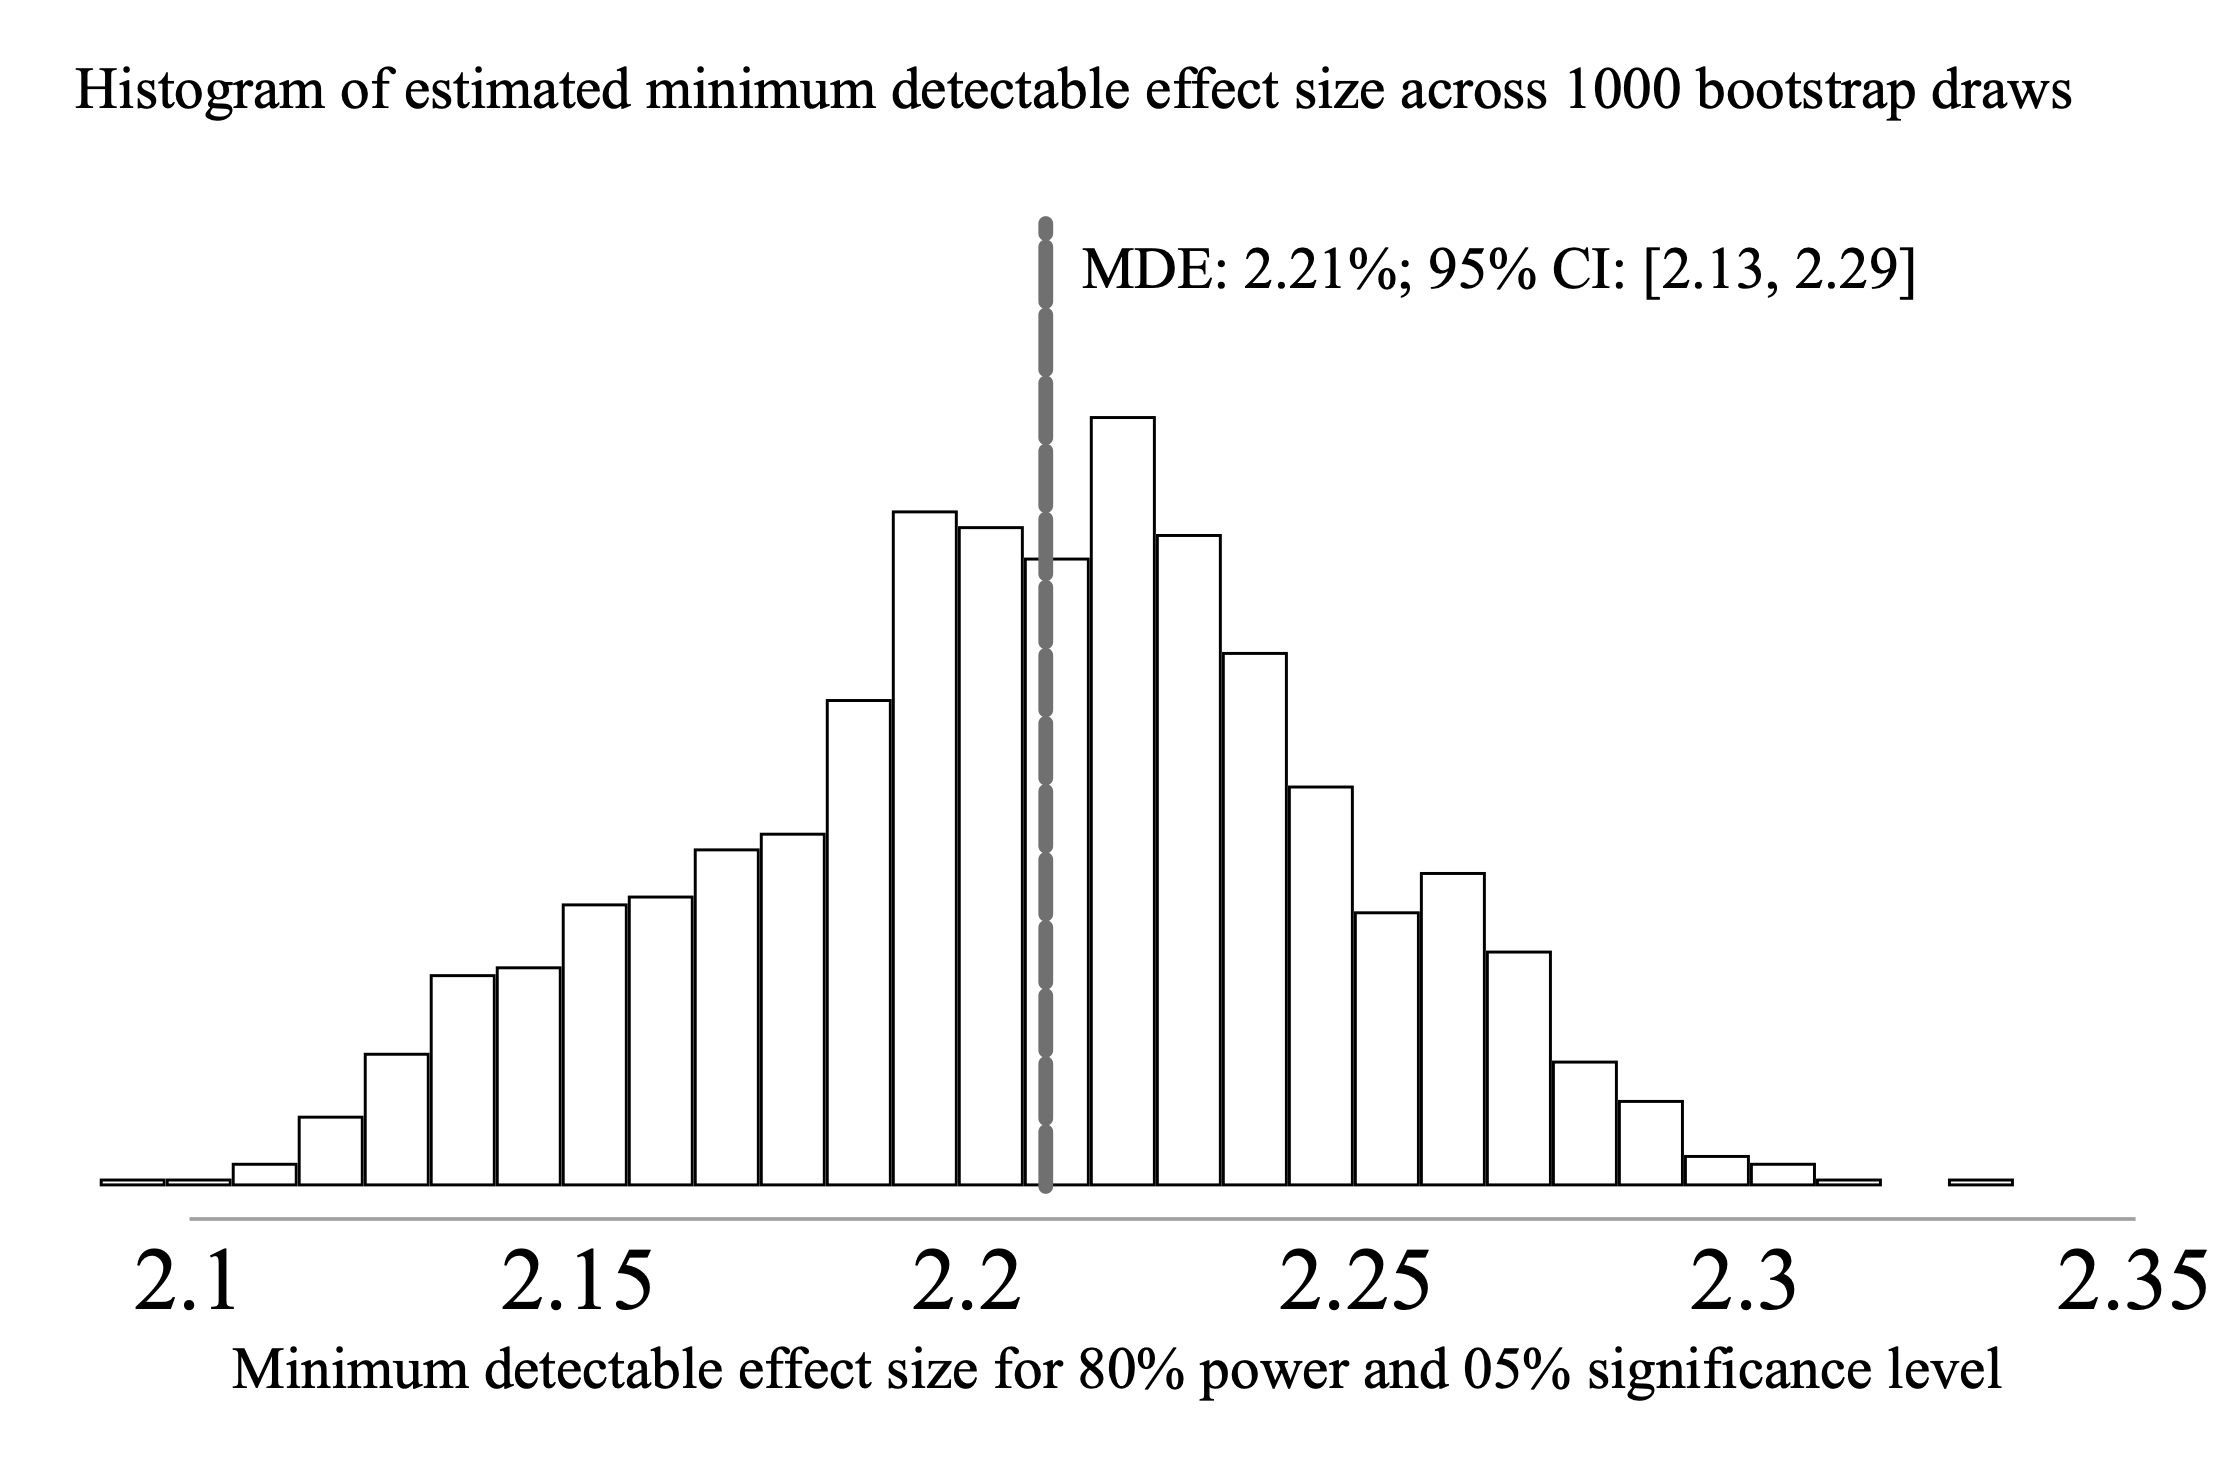 Histogram of estimated minimum detectable effect size across 1000 bootstrap draws
MDE: 2.21%; 95% CI: [2.13, 2.29]
2.1 2.15 2.2 2.25 2.3 2.35
Minimum detectable effect size for 80% power and 05% significance level